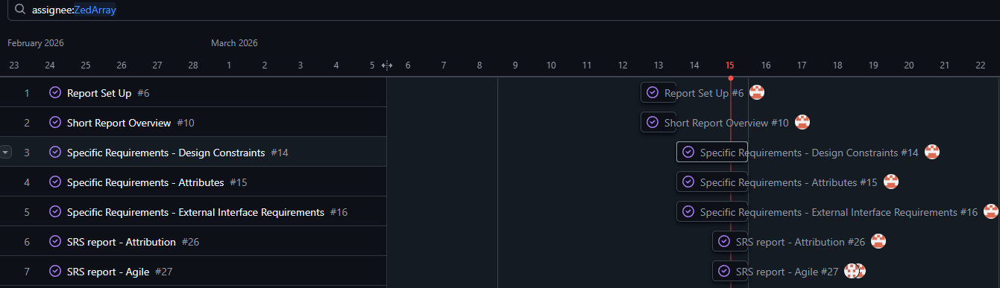 assignee:ZedArray
February 2026 March 2026
23 24 25 26 27 28 1 2 3 4 5 6 7 8 9 10 11 12 13 14 15 16 17 18 19 20 21 22
1 Report Set Up #6 Report Set Up #6
2 Short Report Overview #10 Short Report Overview #10
3 Specific Requirements - Design Constraints #14 Specific Requirements - Design Constraints #14
4 Specific Requirements - Attributes #15 Specific Requirements - Attributes #15
5 Specific Requirements - External Interface Requirements #16 Specific Requirements - External Interface Requirements #16
6 SRS report - Attribution #26 SRS report - Attribution #26
7 SRS report - Agile #27 SRS report - Agile #27